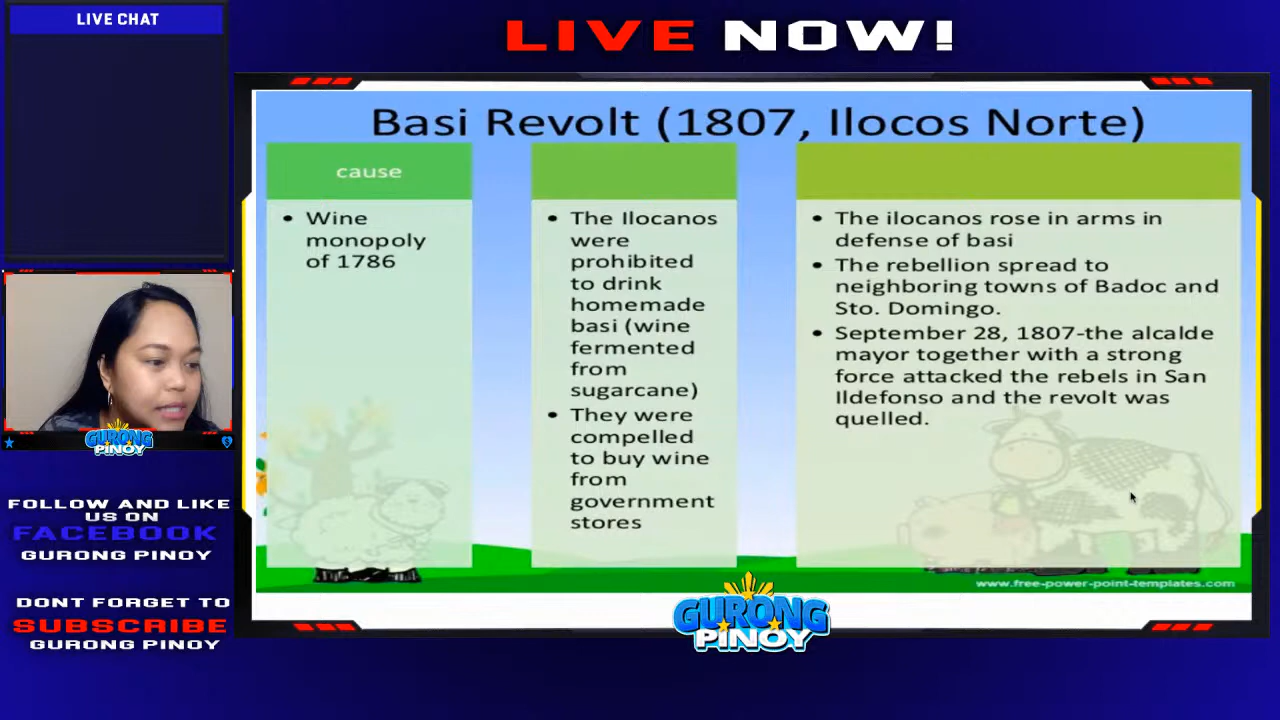 LIVE CHAT
LIVE NOW!
Basi Revolt (1807, Ilocos Norte)
cause
• Wine
monopoly
of 1786
• The Ilocanos
were
prohibited
to drink
homemade
basi (wine
fermented
from
sugarcane)
• They were
compelled
to buy wine
from
government
stores
• The ilocanos rose in arms in
defense of basi
• The rebellion spread to
neighboring towns of Badoc and
Sto. Domingo.
• September 28, 1807-the alcalde
mayor together with a strong
force attacked the rebels in San
Ildefonso and the revolt was
quelled.
www.free-power-point-templates.com
GURONG
PINOY
FOLLOW AND LIKE
US ON
FACEBOOK
GURONG PINOY
DONT FORGET TO
SUBSCRIBE
GURONG PINOY
GURONG
PINOY